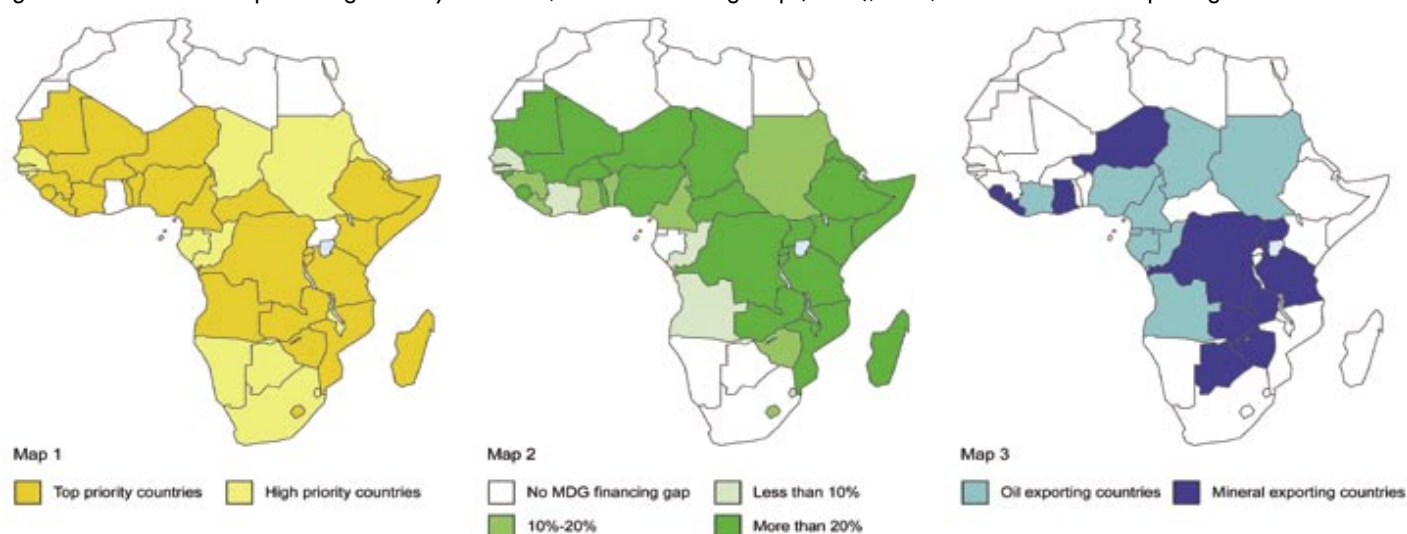 Map 1
Top priority countries
High priority countries
Map 2
No MDG financing gap
Less than 10%
10%-20%
More than 20%
Map 3
Oil exporting countries
Mineral exporting countries